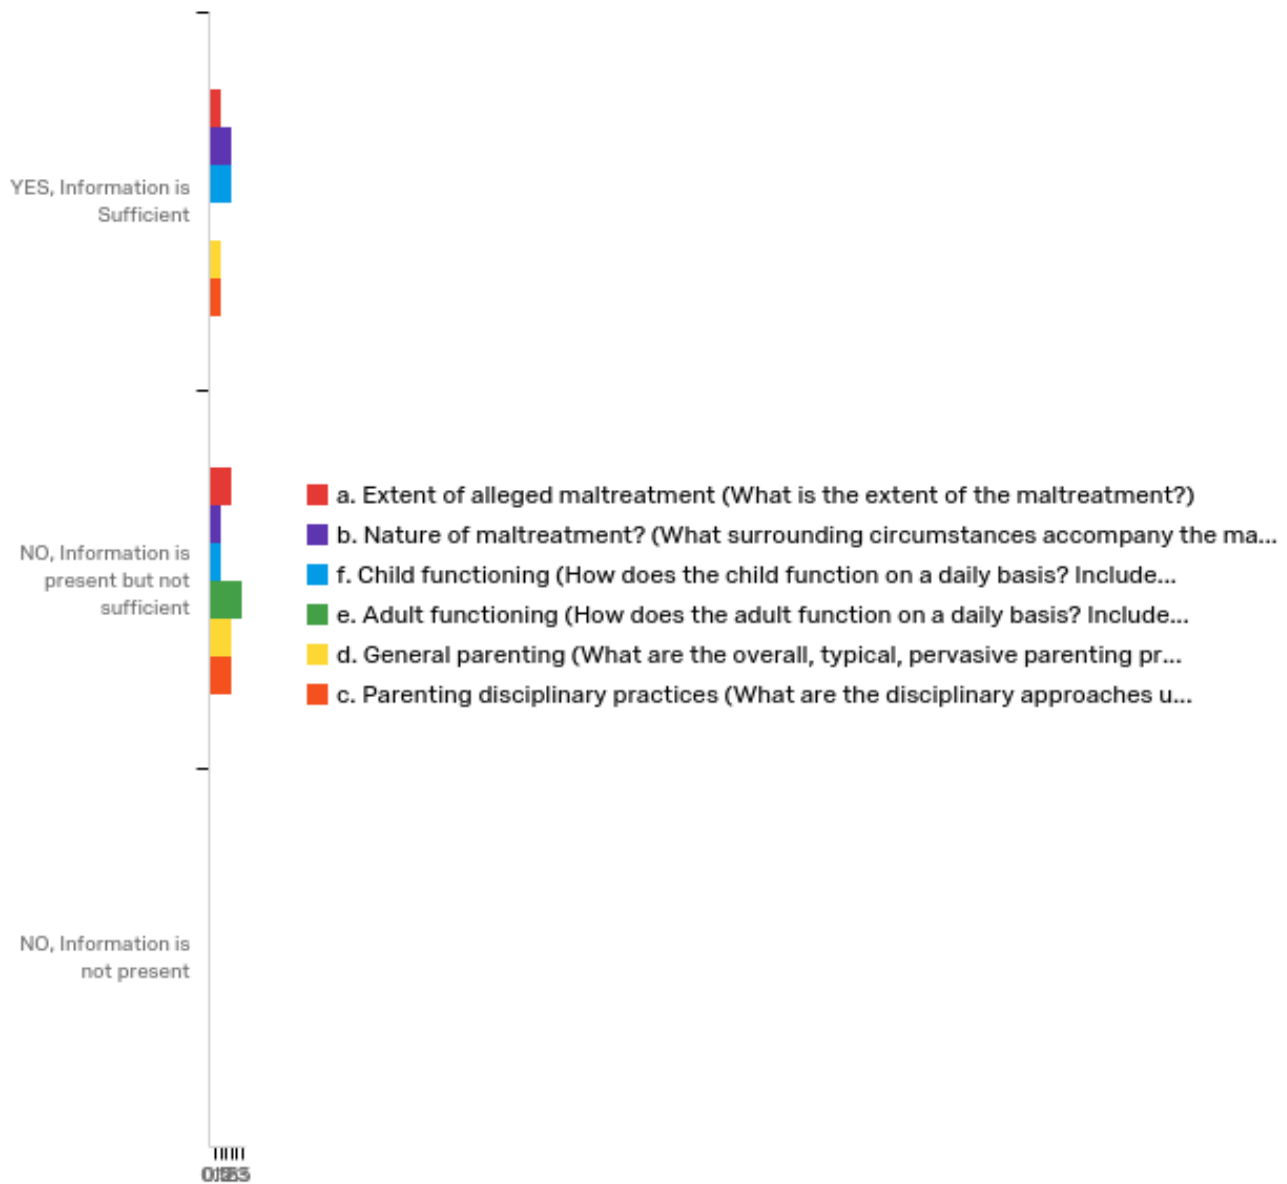 YES, Information is
Sufficient
NO, Information is
present but not
sufficient
a. Extent of alleged maltreatment (What is the extent of the maltreatment?)
b. Nature of maltreatment? (What surrounding circumstances accompany the ma...
f. Child functioning (How does the child function on a daily basis? Include...
e. Adult functioning (How does the adult function on a daily basis? Include...
d. General parenting (What are the overall, typical, pervasive parenting pr...
c. Parenting disciplinary practices (What are the disciplinary approaches u...
NO, Information is
not present